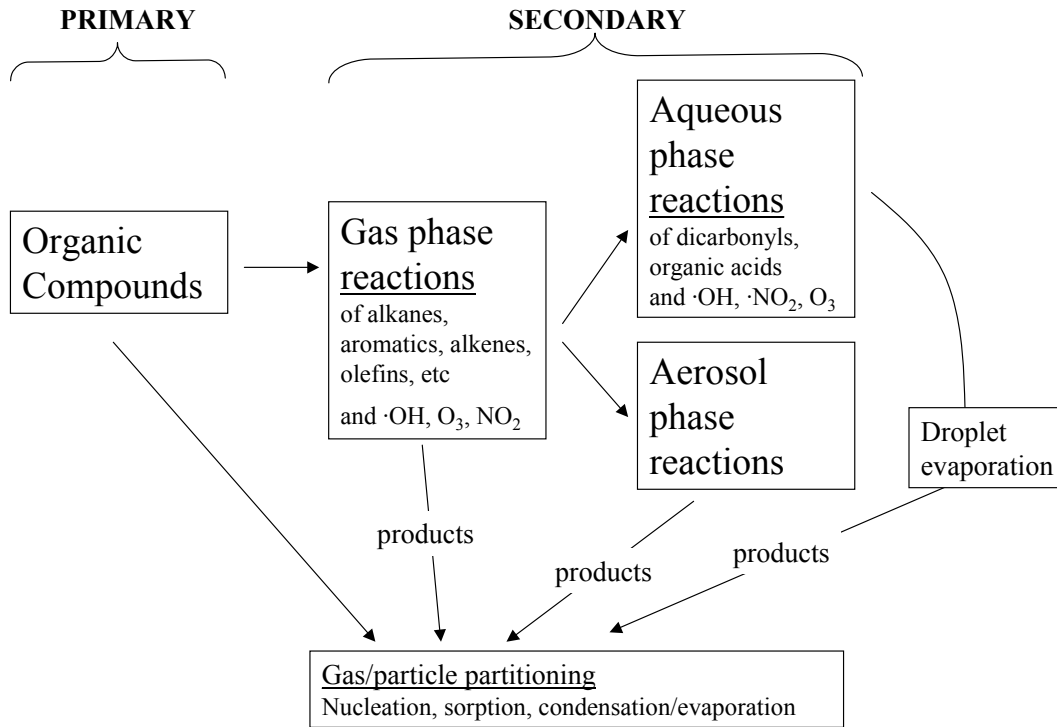 PRIMARY
SECONDARY
Organic
Compounds
Gas phase
reactions
of alkanes,
aromatics, alkenes,
olefins, etc
and ·OH, O₃, NO₂
Aqueous
phase
reactions
of dicarbonyls,
organic acids
and ·OH, ·NO₂, O₃
Aerosol
phase
reactions
Droplet
evaporation
products
products
products
Gas/particle partitioning
Nucleation, sorption, condensation/evaporation